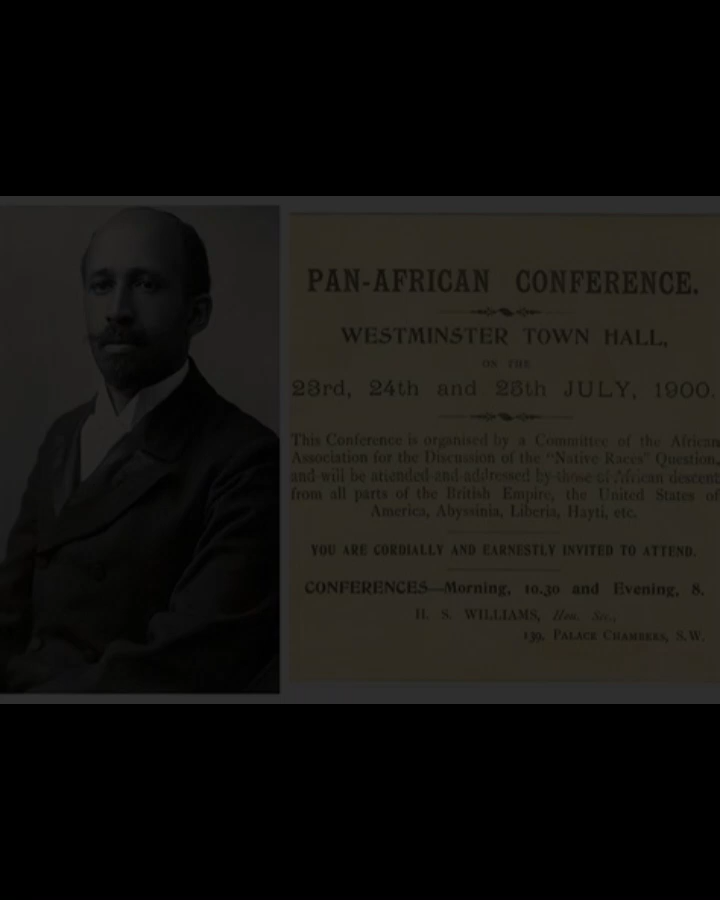 PAN-AFRICAN CONFERENCE.
WESTMINSTER TOWN HALL,
ON THE
23rd, 24th and 25th JULY, 1900.
This Conference is organised by a Committee of the African
Association for the Discussion of the "Native Races" Question,
and will be attended and addressed by those of African descent
from all parts of the British Empire, the United States of
America, Abyssinia, Liberia, Hayti, etc.
YOU ARE CORDIALLY AND EARNESTLY INVITED TO ATTEND.
CONFERENCES—Morning, 10.30 and Evening, 8.
H. S. WILLIAMS, Hon. Sec.,
139, PALACE CHAMBERS, S.W.